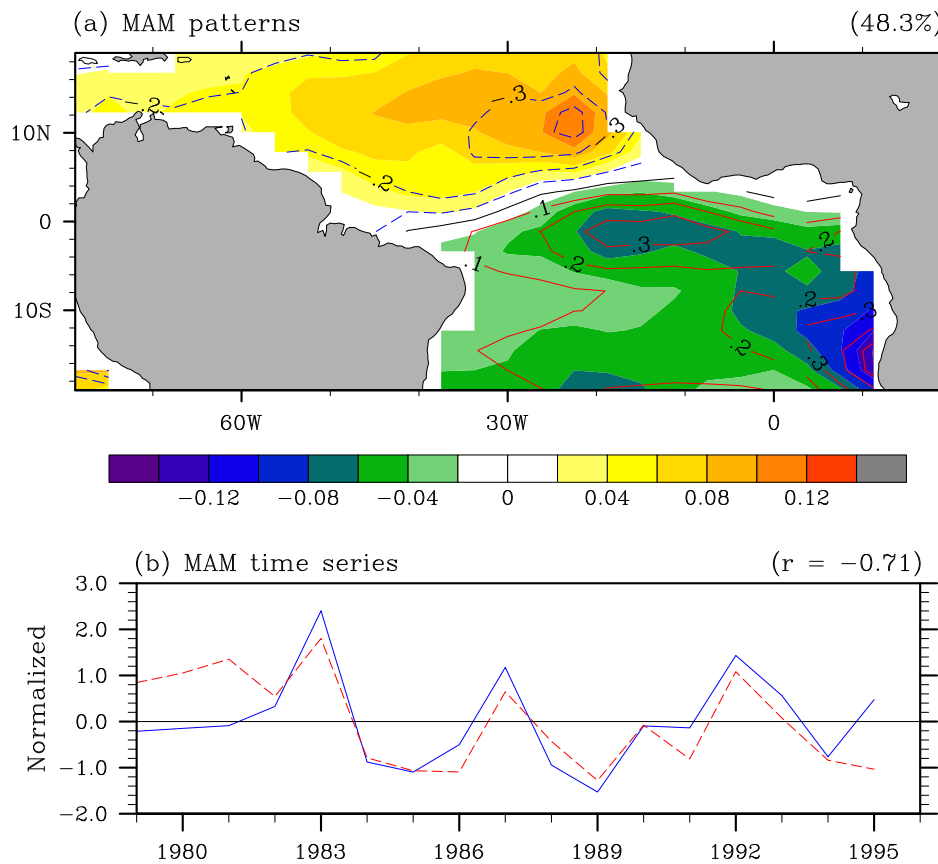 (a) MAM patterns (48.3%)
.3
.2
.3
10N
.2
.1
0
.2
.3
.1
.2
.2
10S
.3
.2
.3
60W 30W 0
−0.12 −0.08 −0.04 0 0.04 0.08 0.12
(b) MAM time series (r = −0.71)
3.0
2.0
1.0
0.0
−1.0
−2.0
Normalized
1980 1983 1986 1989 1992 1995